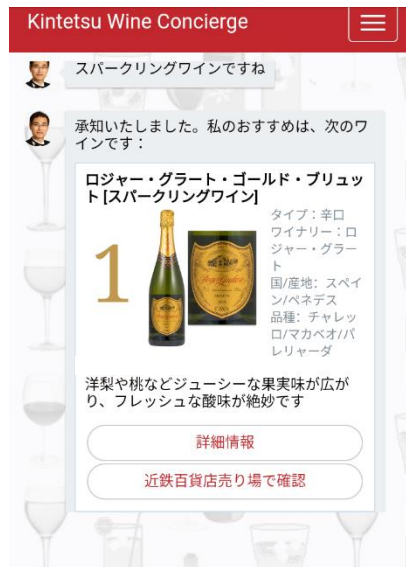 Kintetsu Wine Concierge
スパークリングワインですね
承知いたしました。私のおすすめは、次のワ
インです：
ロジャー・グラート・ゴールド・ブリュッ
ト [スパークリングワイン]
1
タイプ：辛口
ワイナリー：ロ
ジャー・グラー
ト
国/産地：スペイ
ン/ペネデス
品種：チャレッ
ロ/マカベオ/パ
レリャーダ
洋梨や桃などジューシーな果実味が広が
り、フレッシュな酸味が絶妙です
詳細情報
近鉄百貨店売り場で確認